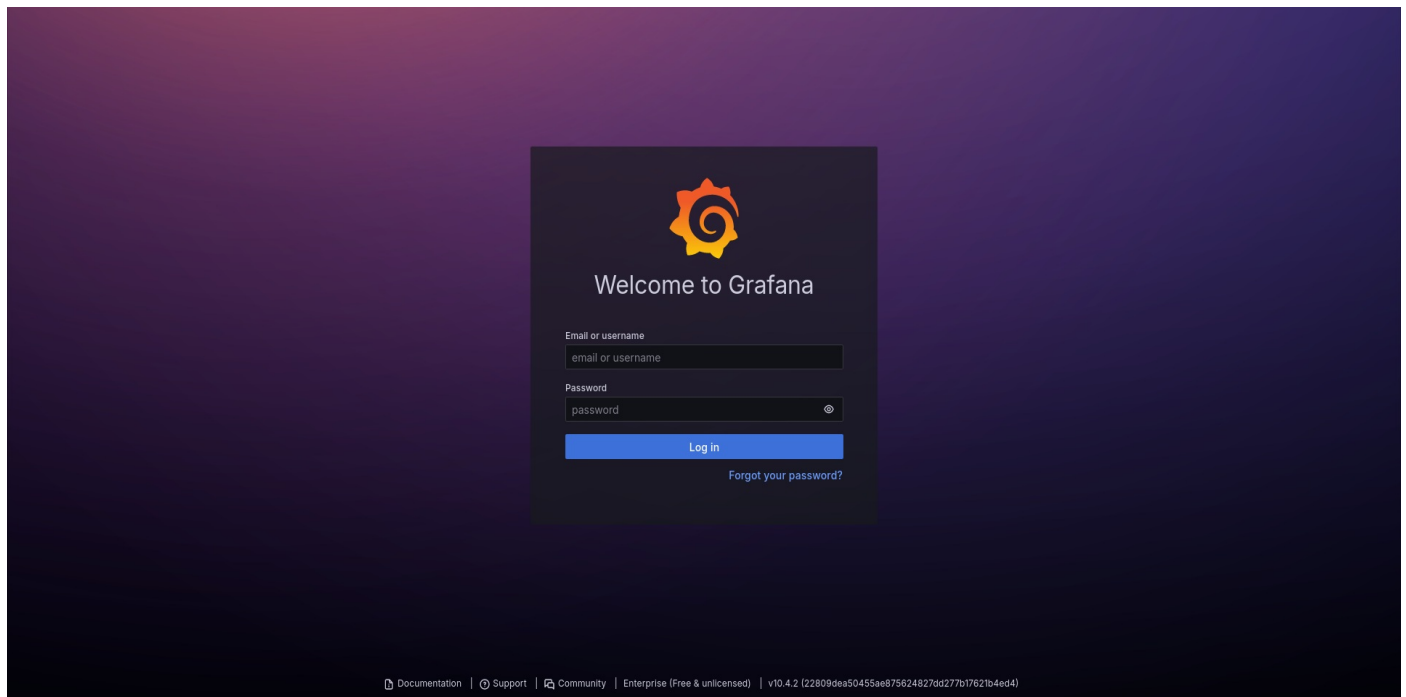 Welcome to Grafana
Email or username
email or username
Password
password
Log in
Forgot your password?
Documentation | Support | Community | Enterprise (Free & unlicensed) | v10.4.2 (22809dea50455ae875624827dd277b17621b4ed4)